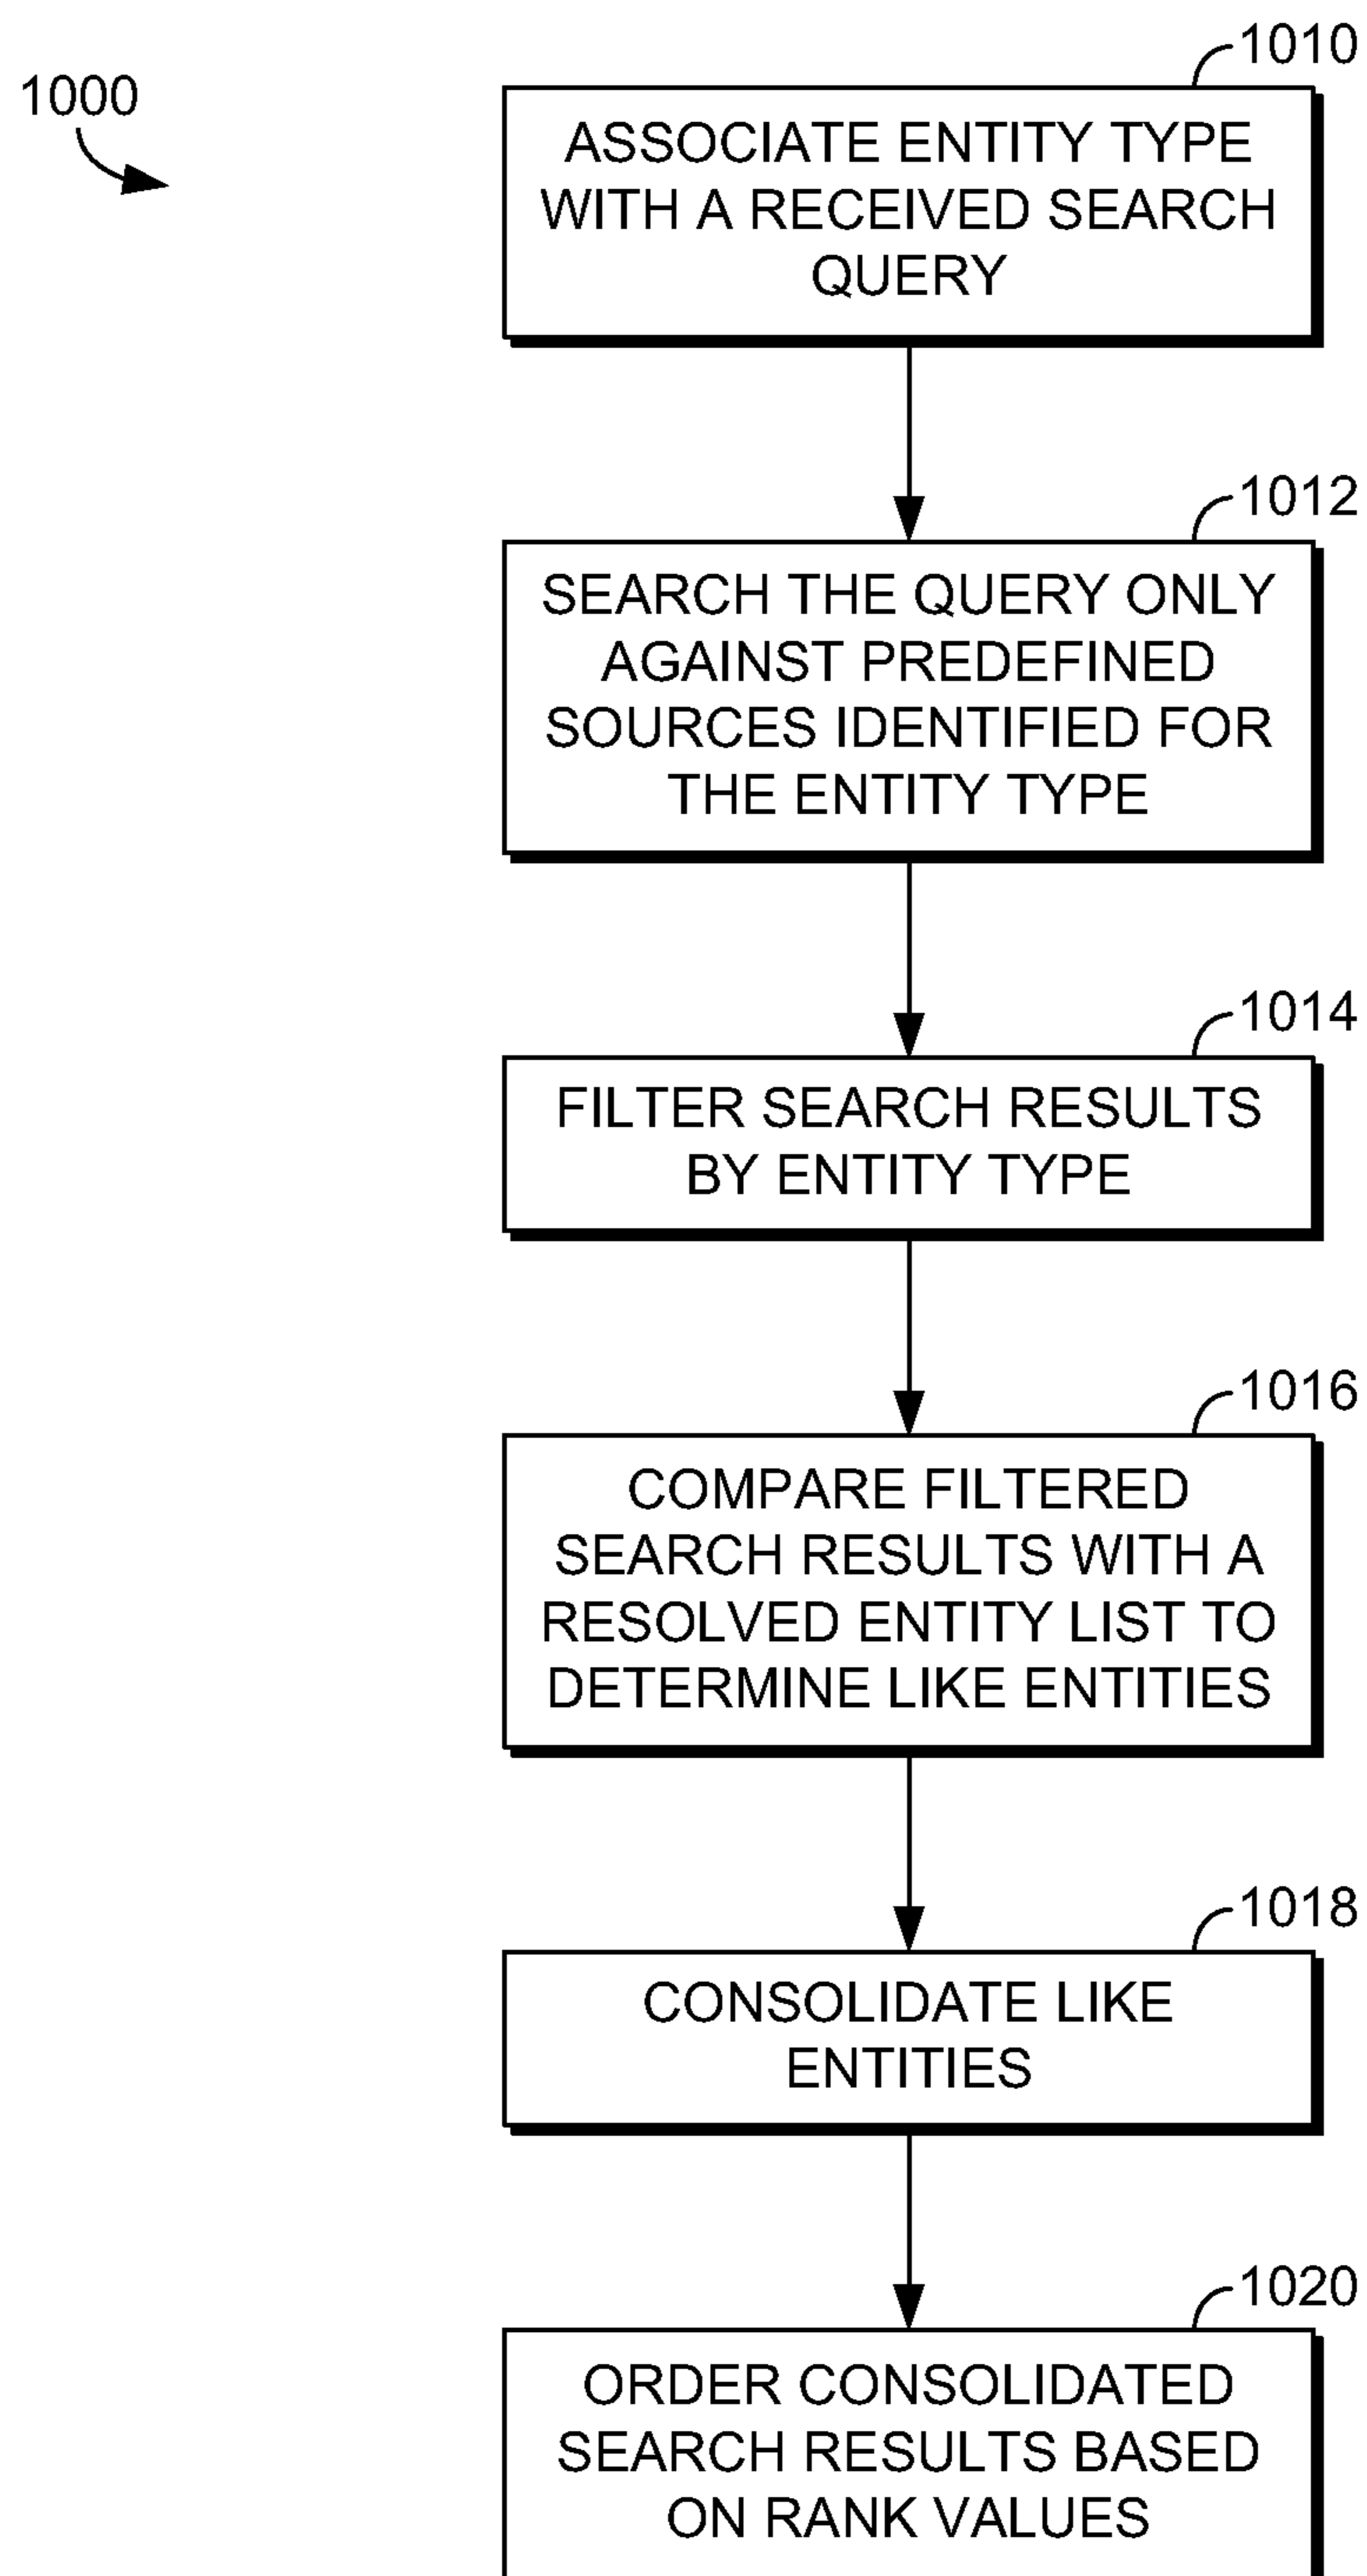 1000
1010
ASSOCIATE ENTITY TYPE
WITH A RECEIVED SEARCH
QUERY
1012
SEARCH THE QUERY ONLY
AGAINST PREDEFINED
SOURCES IDENTIFIED FOR
THE ENTITY TYPE
1014
FILTER SEARCH RESULTS
BY ENTITY TYPE
1016
COMPARE FILTERED
SEARCH RESULTS WITH A
RESOLVED ENTITY LIST TO
DETERMINE LIKE ENTITIES
1018
CONSOLIDATE LIKE
ENTITIES
1020
ORDER CONSOLIDATED
SEARCH RESULTS BASED
ON RANK VALUES